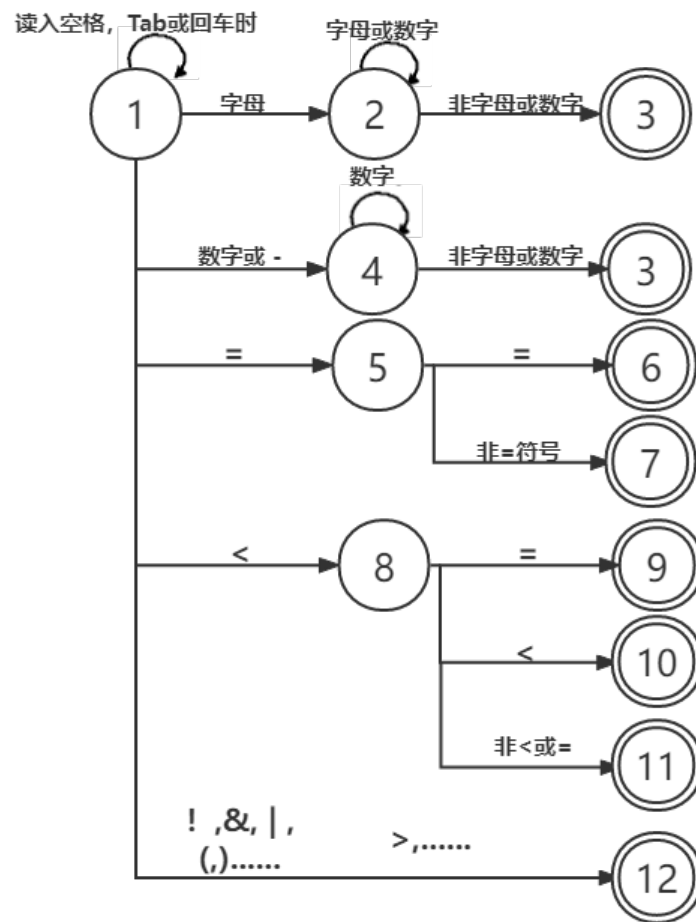 读入空格，Tab或回车时
字母或数字
1
字母
2
非字母或数字
3
数字
数字或 -
4
非字母或数字
3
=
5
=
6
非=符号
7
<
8
=
9
<
10
非<或=
11
! ,&, | ,
(,)......
>,......
12